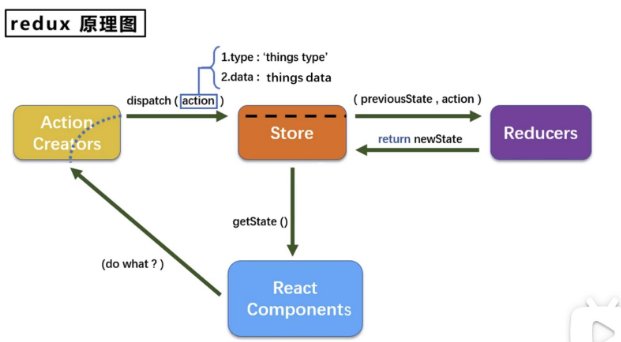 redux 原理图
1.type : ‘things type’
2.data : things data
dispatch ( action )
( previousState , action )
Action
Creators
Store
Reducers
return newState
getState ()
(do what ? )
React
Components